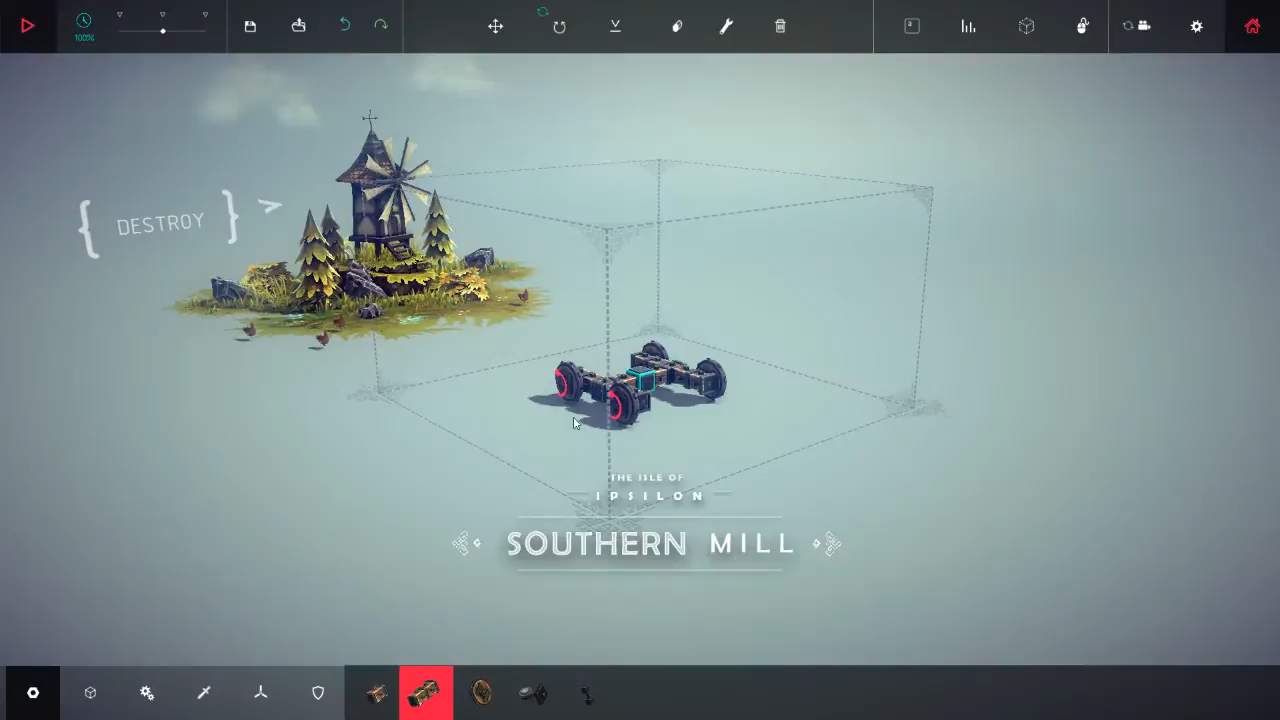 100%
{ DESTROY } >
THE ISLE OF
IPSILON
SOUTHERN MILL